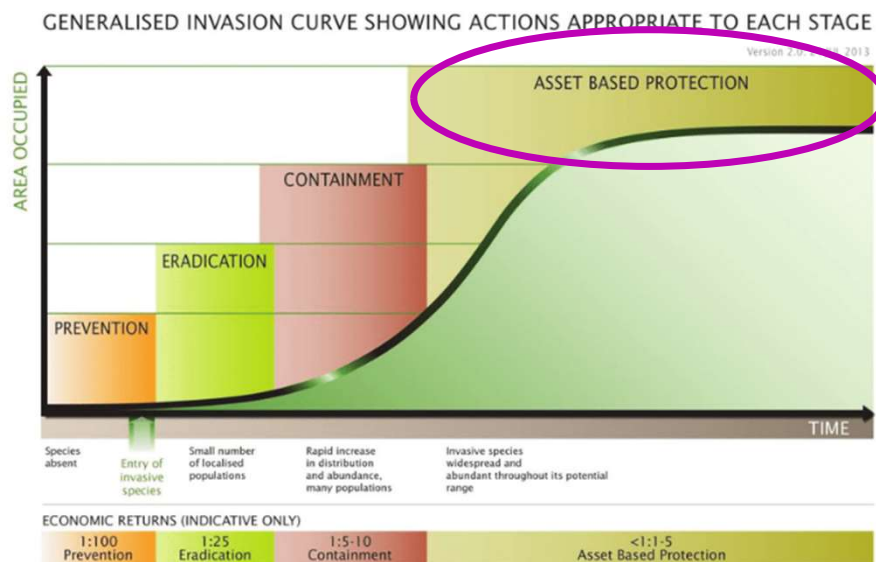 GENERALISED INVASION CURVE SHOWING ACTIONS APPROPRIATE TO EACH STAGE
Version 2.0: 2013
AREA OCCUPIED
ASSET BASED PROTECTION
CONTAINMENT
ERADICATION
PREVENTION
TIME
Species
absent
Entry of
invasive
species
Small number
of localised
populations
Rapid increase
in distribution
and abundance,
many populations
Invasive species
widespread and
abundant throughout its potential
range
ECONOMIC RETURNS (INDICATIVE ONLY)
1:100
Prevention
1:25
Eradication
1:5-10
Containment
<1:1-5
Asset Based Protection